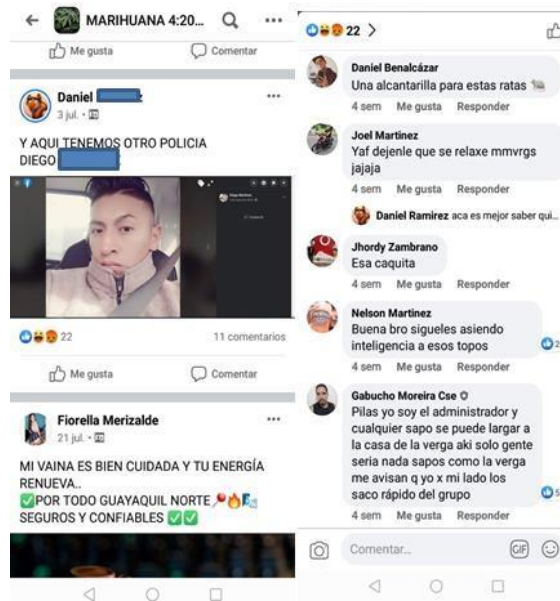 MARIHUANA 4:20...
Me gusta
Comentar
Daniel
3 jul.
Y AQUI TENEMOS OTRO POLICIA
DIEGO
22
11 comentarios
Me gusta
Comentar
Fiorella Merizalde
21 jul.
MI VAINA ES BIEN CUIDADA Y TU ENERGÍA
RENUEVA..
✅POR TODO GUAYAQUIL NORTE
SEGUROS Y CONFIABLES ✅✅
22
Daniel Benalcázar
Una alcantarilla para estas ratas
4 sem Me gusta Responder
Joel Martinez
Yaf dejenle que se relaxe mmvrgs
jajaja
4 sem Me gusta Responder
Daniel Ramirez aca es mejor saber qui...
Jhordy Zambrano
Esa caquita
4 sem Me gusta Responder
Nelson Martinez
Buena bro sigueles asiendo
inteligencia a esos topos
2
4 sem Me gusta Responder
Gabucho Moreira Cse
Pilas yo soy el administrador y
cualquier sapo se puede largar a
la casa de la verga aki solo gente
seria nada sapos como la verga
me avisan q yo x mi lado los
saco rápido del grupo
5
4 sem Me gusta Responder
Comentar...
GIF